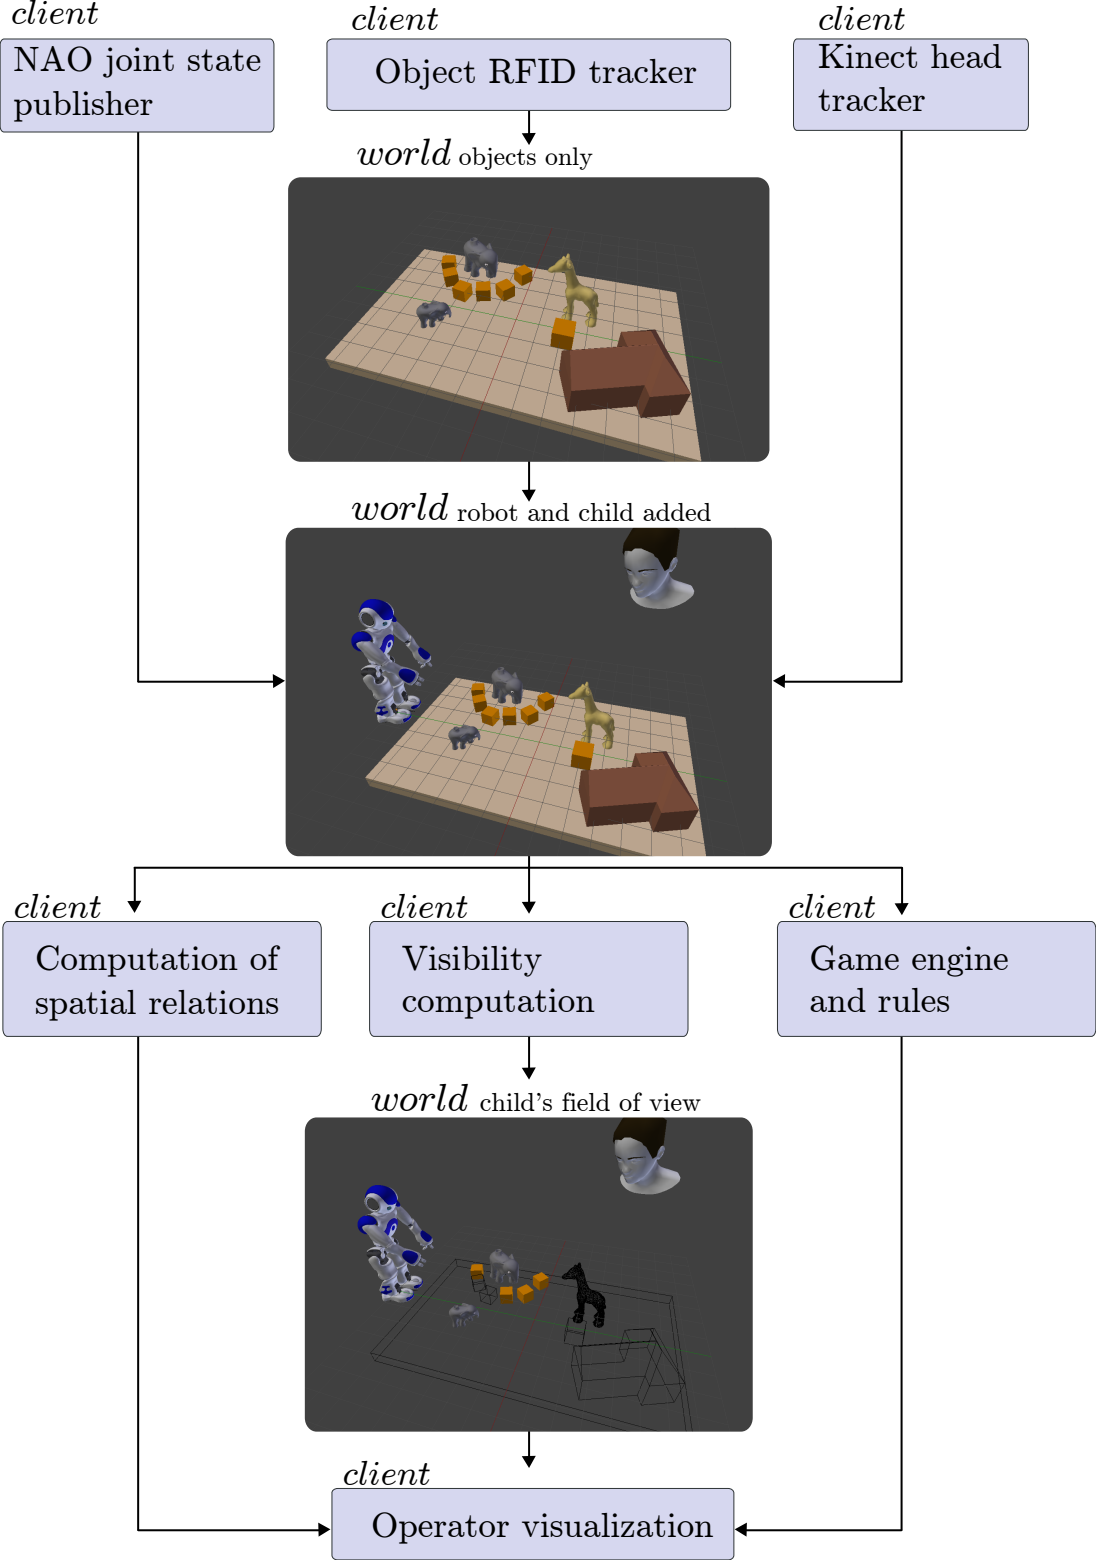 client
NAO joint state
publisher
client
Object RFID tracker
client
Kinect head
tracker
world objects only
world robot and child added
client
Computation of
spatial relations
client
Visibility
computation
client
Game engine
and rules
world child's field of view
client
Operator visualization